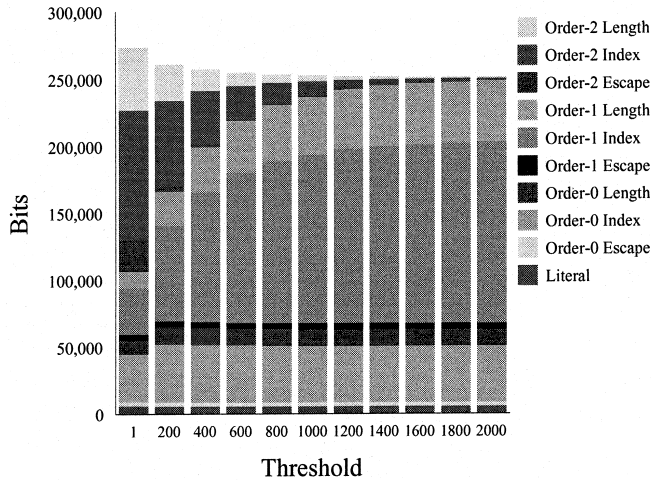 300,000
250,000
200,000
150,000
100,000
50,000
0
Bits
1 200 400 600 800 1000 1200 1400 1600 1800 2000
Threshold
Order-2 Length
Order-2 Index
Order-2 Escape
Order-1 Length
Order-1 Index
Order-1 Escape
Order-0 Length
Order-0 Index
Order-0 Escape
Literal